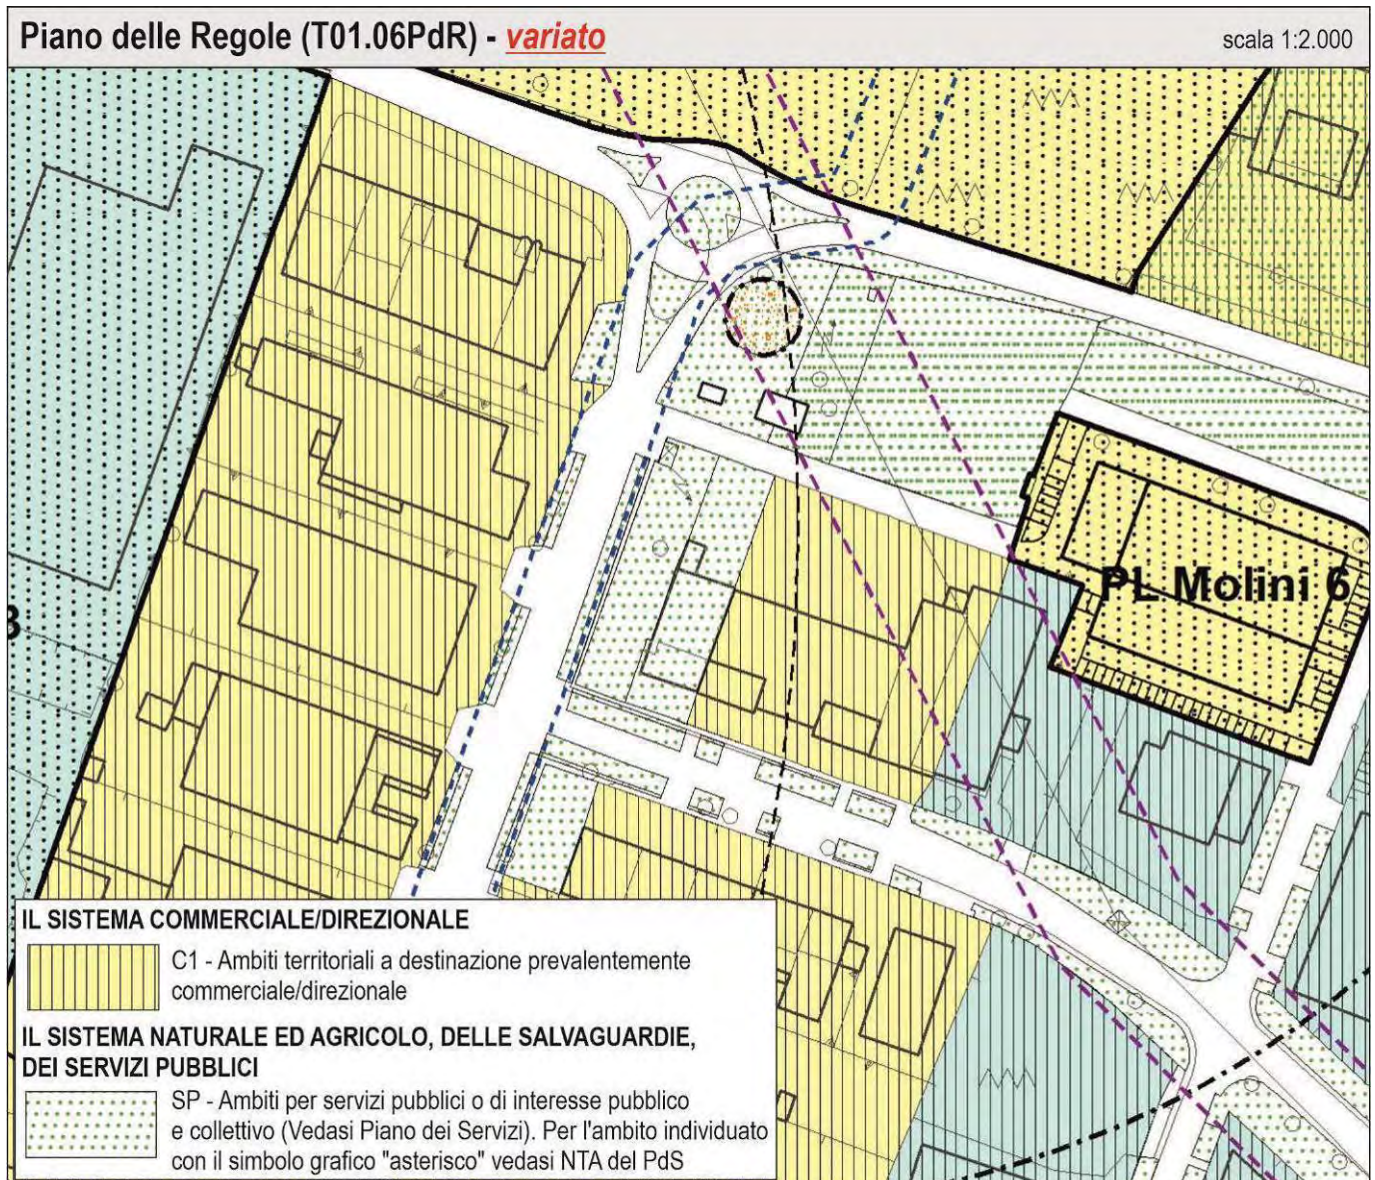 Piano delle Regole (T01.06PdR) - variato
scala 1:2.000
PL Molini 6
3
IL SISTEMA COMMERCIALE/DIREZIONALE
C1 - Ambiti territoriali a destinazione prevalentemente
commerciale/direzionale
IL SISTEMA NATURALE ED AGRICOLO, DELLE SALVAGUARDIE,
DEI SERVIZI PUBBLICI
SP - Ambiti per servizi pubblici o di interesse pubblico
e collettivo (Vedasi Piano dei Servizi). Per l'ambito individuato
con il simbolo grafico "asterisco" vedasi NTA del PdS